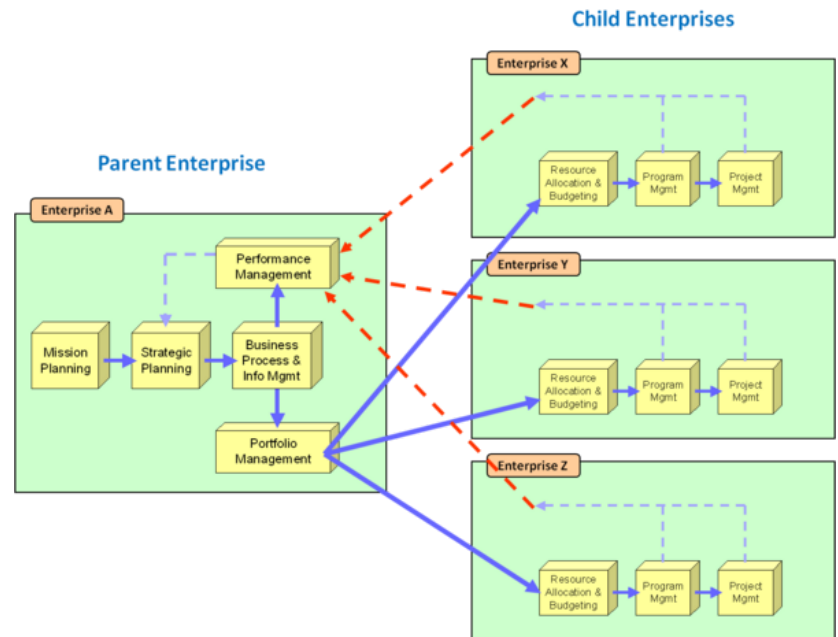 Child Enterprises
Enterprise X
Resource
Allocation &
Budgeting
Program
Mgmt
Project
Mgmt
Parent Enterprise
Enterprise A
Performance
Management
Mission
Planning
Strategic
Planning
Business
Process &
Info Mgmt
Portfolio
Management
Enterprise Y
Resource
Allocation &
Budgeting
Program
Mgmt
Project
Mgmt
Enterprise Z
Resource
Allocation &
Budgeting
Program
Mgmt
Project
Mgmt